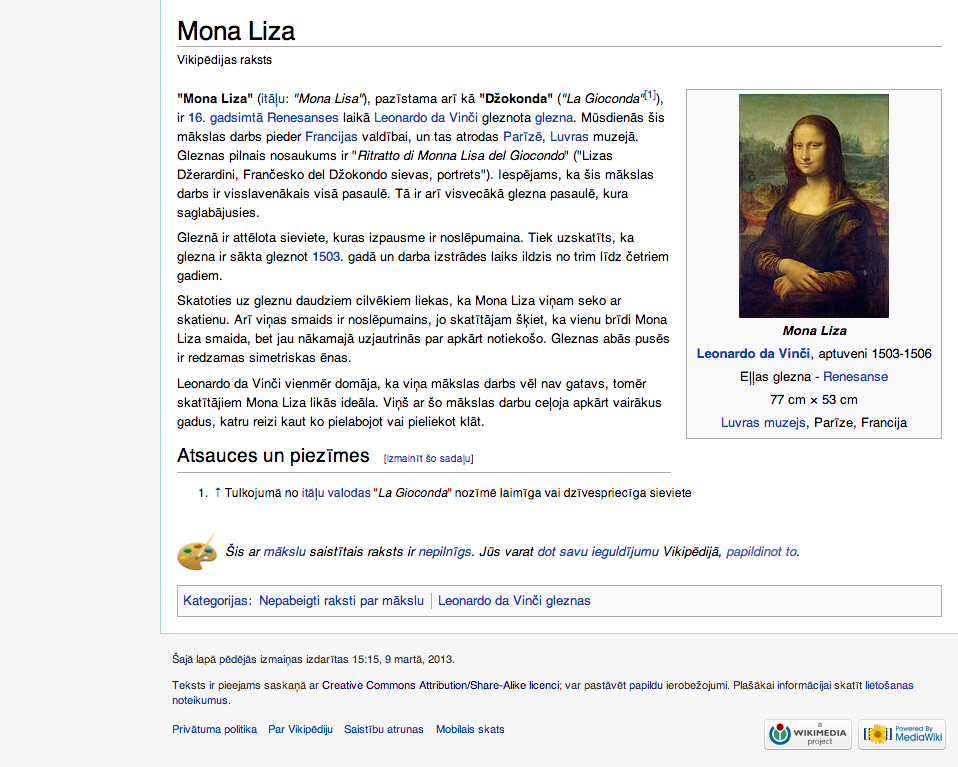 Mona Liza
Vikipēdijas raksts
"Mona Liza" (itāļu: "Mona Lisa"), pazīstama arī kā "Džokonda" ("La Gioconda"[1]),
ir 16. gadsimtā Renesanses laikā Leonardo da Vinči gleznota glezna. Mūsdienās šis
mākslas darbs pieder Francijas valdībai, un tas atrodas Parīzē, Luvras muzejā.
Gleznas pilnais nosaukums ir "Ritratto di Monna Lisa del Giocondo" ("Lizas
Džerardini, Frančesko del Džokondo sievas, portrets"). Iespējams, ka šis mākslas
darbs ir visslavenākais visā pasaulē. Tā ir arī visvecākā glezna pasaulē, kura
saglabājusies.
Gleznā ir attēlota sieviete, kuras izpausme ir noslēpumaina. Tiek uzskatīts, ka
glezna ir sākta gleznot 1503. gadā un darba izstrādes laiks ildzis no trim līdz četriem
gadiem.
Skatoties uz gleznu daudziem cilvēkiem liekas, ka Mona Liza viņam seko ar
skatienu. Arī viņas smaids ir noslēpumains, jo skatītājam šķiet, ka vienu brīdi Mona
Liza smaida, bet jau nākamajā uzjautrinās par apkārt notiekošo. Gleznas abās pusēs
ir redzamas simetriskas ēnas.
Leonardo da Vinči vienmēr domāja, ka viņa mākslas darbs vēl nav gatavs, tomēr
skatītājiem Mona Liza likās ideāla. Viņš ar šo mākslas darbu ceļoja apkārt vairākus
gadus, katru reizi kaut ko pielabojot vai pieliekot klāt.
Mona Liza
Leonardo da Vinči, aptuveni 1503-1506
Eļļas glezna - Renesanse
77 cm × 53 cm
Luvras muzejs, Parīze, Francija
Atsauces un piezīmes [izmainīt šo sadaļu]
1. ↑ Tulkojumā no itāļu valodas "La Gioconda" nozīmē laimīga vai dzīvespriecīga sieviete
Šis ar mākslu saistītais raksts ir nepilnīgs. Jūs varat dot savu ieguldījumu Vikipēdijā, papildinot to.
Kategorijas: Nepabeigti raksti par mākslu | Leonardo da Vinči gleznas
Šajā lapā pēdējās izmaiņas izdarītas 15:15, 9 martā, 2013.
Teksts ir pieejams saskaņā ar Creative Commons Attribution/Share-Alike licenci; var pastāvēt papildu ierobežojumi. Plašākai informācijai skatīt lietošanas
noteikumus.
Privātuma politika Par Vikipēdiju Saistību atrunas Mobilais skats
a
WIKIMEDIA
project
Powered By
MediaWiki